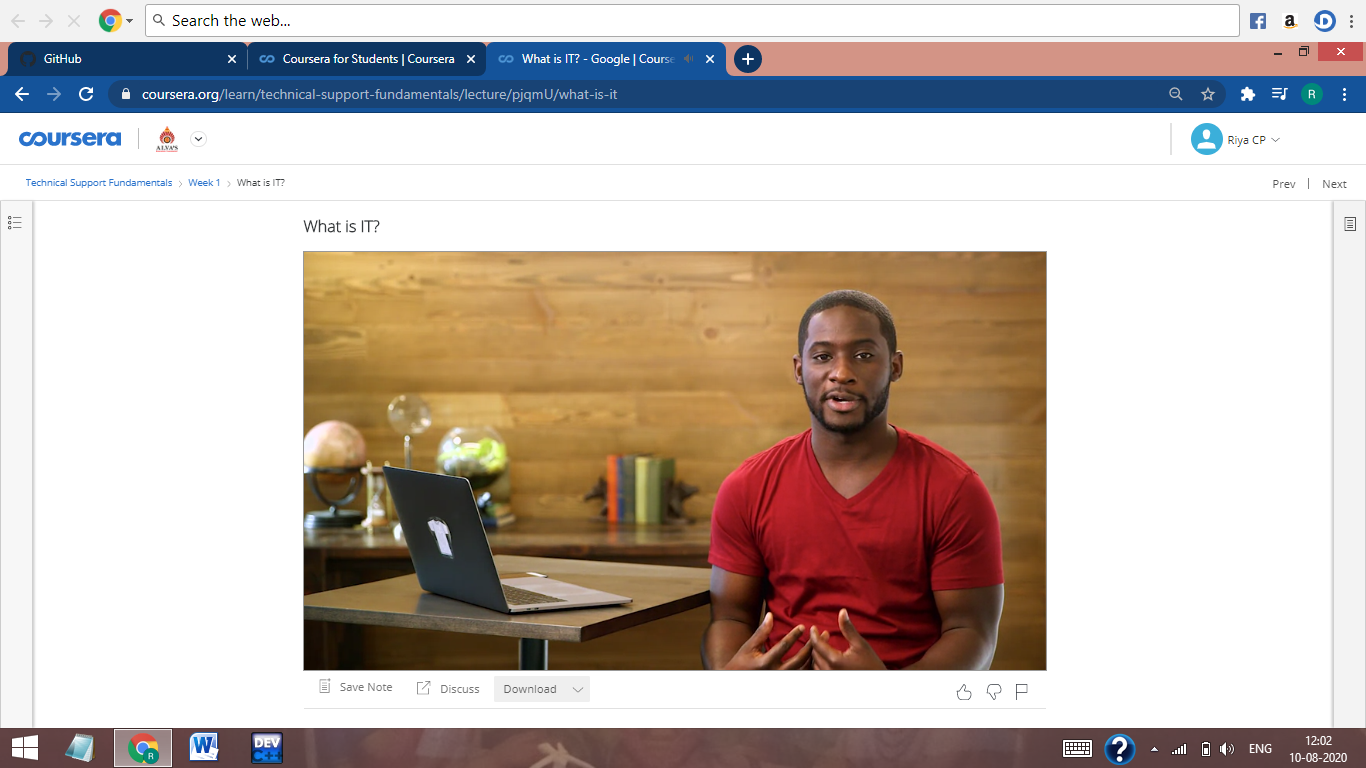 Search the web...
GitHub
Coursera for Students | Coursera
What is IT? - Google | Course
coursera.org/learn/technical-support-fundamentals/lecture/pjqmU/what-is-it
R
coursera
ALVA'S
Riya CP
Technical Support Fundamentals > Week 1 > What is IT?
Prev | Next
What is IT?
Save Note
Discuss
Download
R
DEV
C++
ENG
12:02
10-08-2020